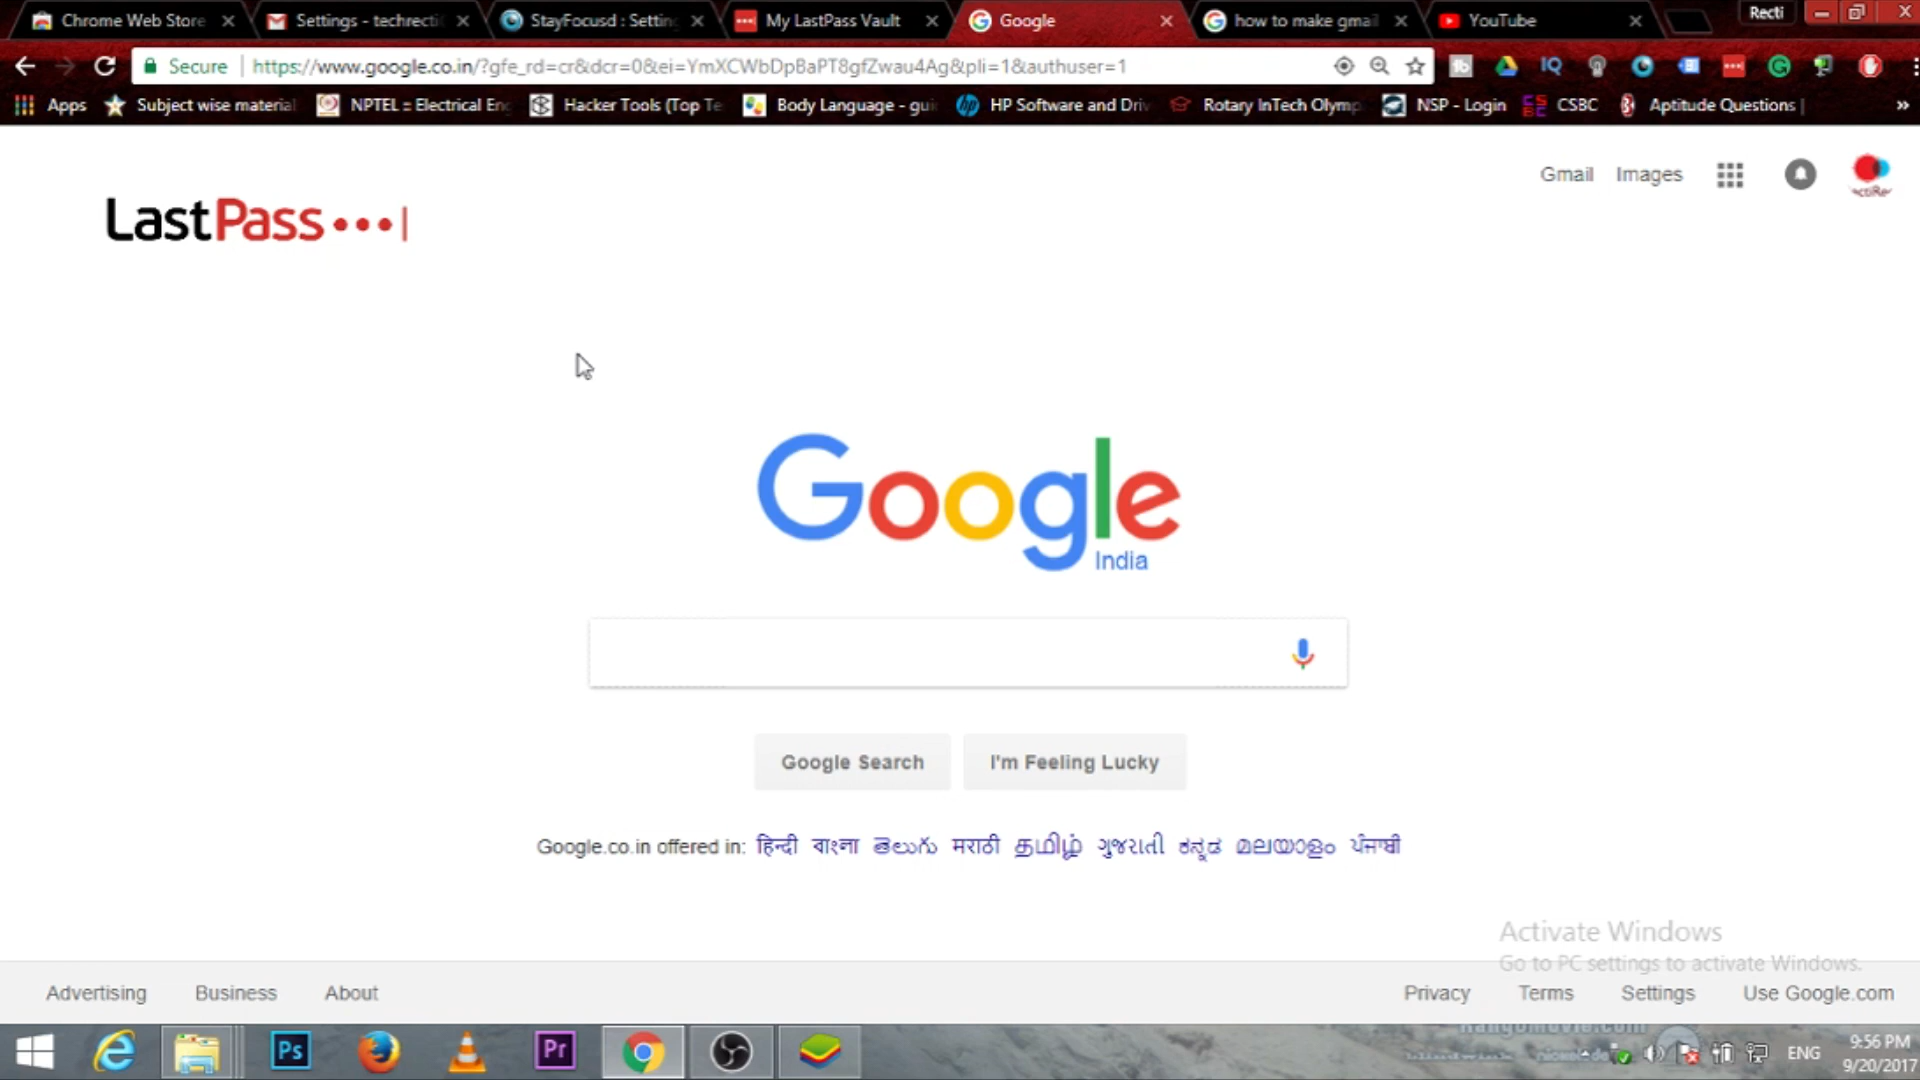 Chrome Web Store
Settings - techrecti
StayFocusd : Settin
My LastPass Vault
Google
how to make gmai
YouTube
Recti
Secure
https://www.google.co.in/?gfe_rd=cr&dcr=0&ei=YmXCWbDpBaPT8gfZwau4Ag&pli=1&authuser=1
Apps
Subject wise material
NPTEL :: Electrical En
Hacker Tools (Top Te
Body Language - gui
HP Software and Driv
Rotary InTech Olymp
NSP - Login
CSBC
Aptitude Questions |
»
Gmail
Images
LastPass
Google
India
Google Search
I'm Feeling Lucky
Google.co.in offered in: हिन्दी বাংলা తెలుగు मराठी தமிழ் ગુજરાતી ಕನ್ನಡ മലയാളം ਪੰਜਾਬੀ
Activate Windows
Go to PC settings to activate Windows.
Advertising
Business
About
Privacy
Terms
Settings
Use Google.com
Ps
Pr
ENG
9:56 PM
9/20/2017